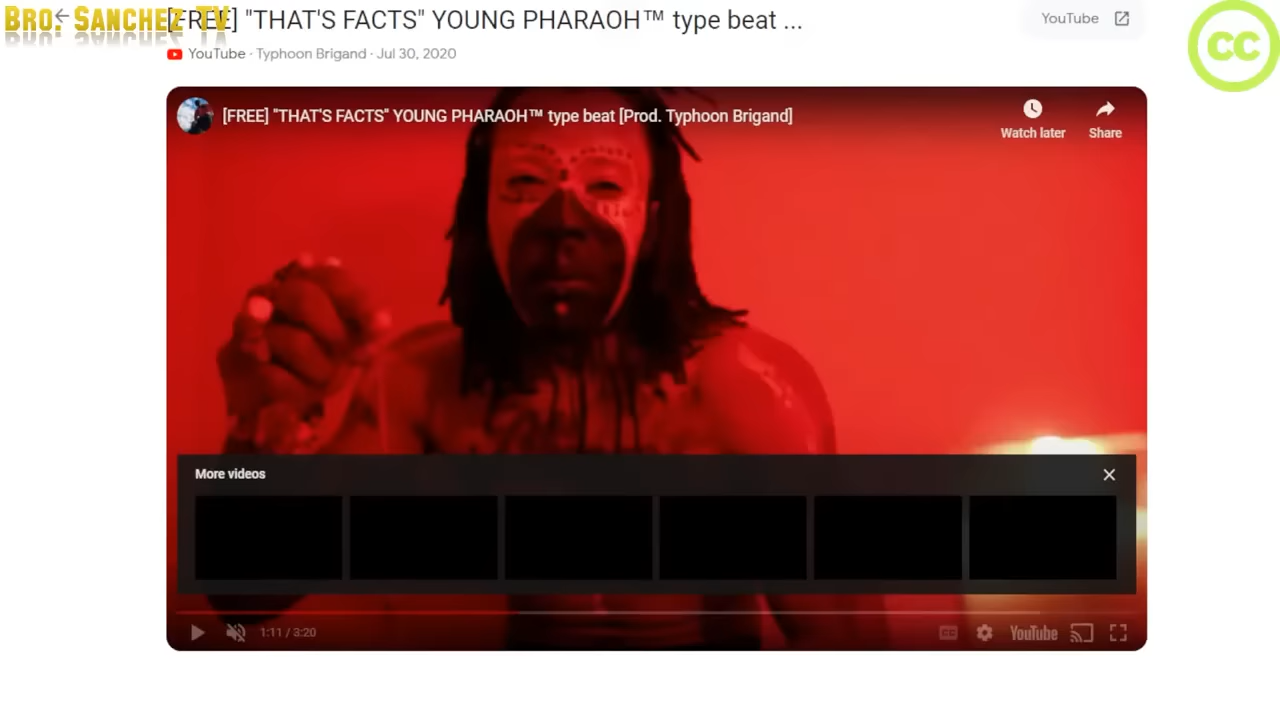 BRO. SANCHEZ TV
[FREE] "THAT'S FACTS" YOUNG PHARAOH™ type beat ...
YouTube
CC
YouTube · Typhoon Brigand · Jul 30, 2020
[FREE] "THAT'S FACTS" YOUNG PHARAOH™ type beat [Prod. Typhoon Brigand]
Watch later
Share
More videos
1:11 / 3:20
CC
YouTube